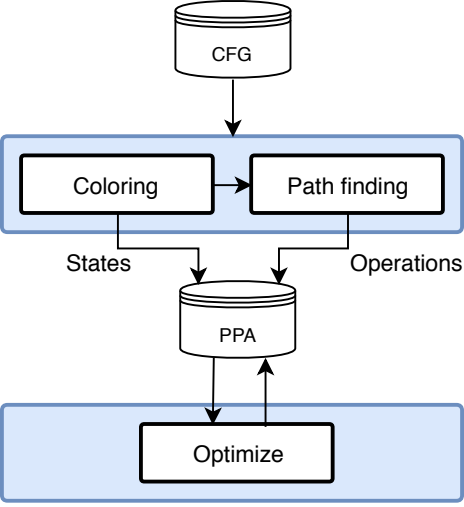 CFG
Coloring
Path finding
States
Operations
PPA
Optimize